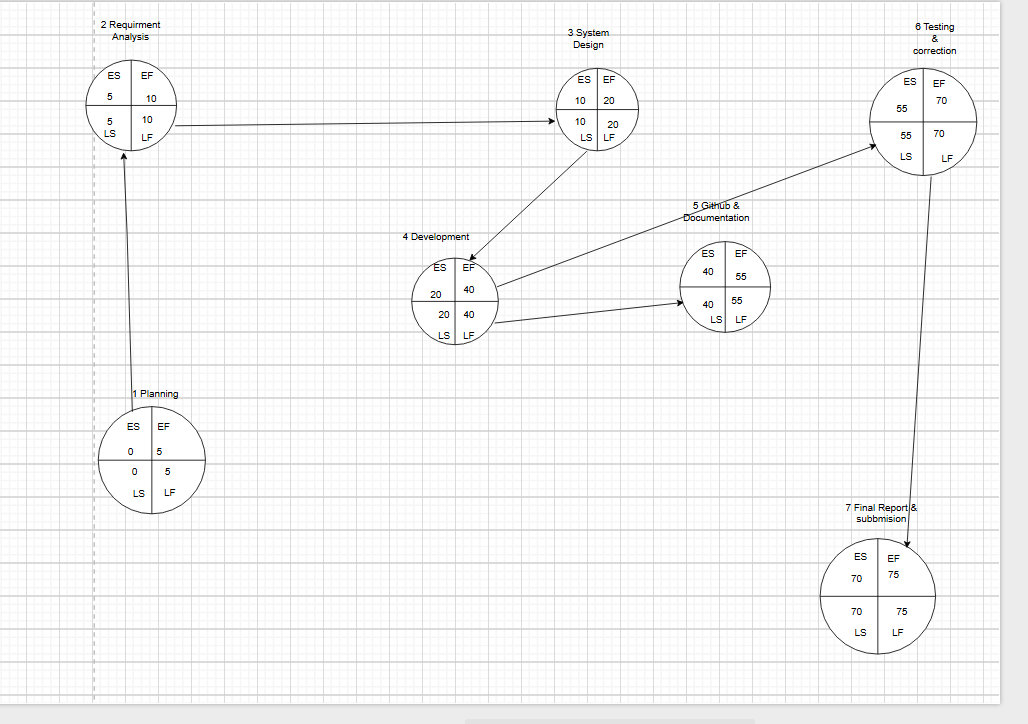 2 Requirment
Analysis
ES EF
5 10
5 10
LS LF
3 System
Design
ES EF
10 20
10 20
LS LF
6 Testing
&
correction
ES EF
55 70
55 70
LS LF
5 Github &
Documentation
ES EF
40 55
40 55
LS LF
4 Development
ES EF
20 40
20 40
LS LF
1 Planning
ES EF
0 5
0 5
LS LF
7 Final Report &
subbmision
ES EF
70 75
70 75
LS LF